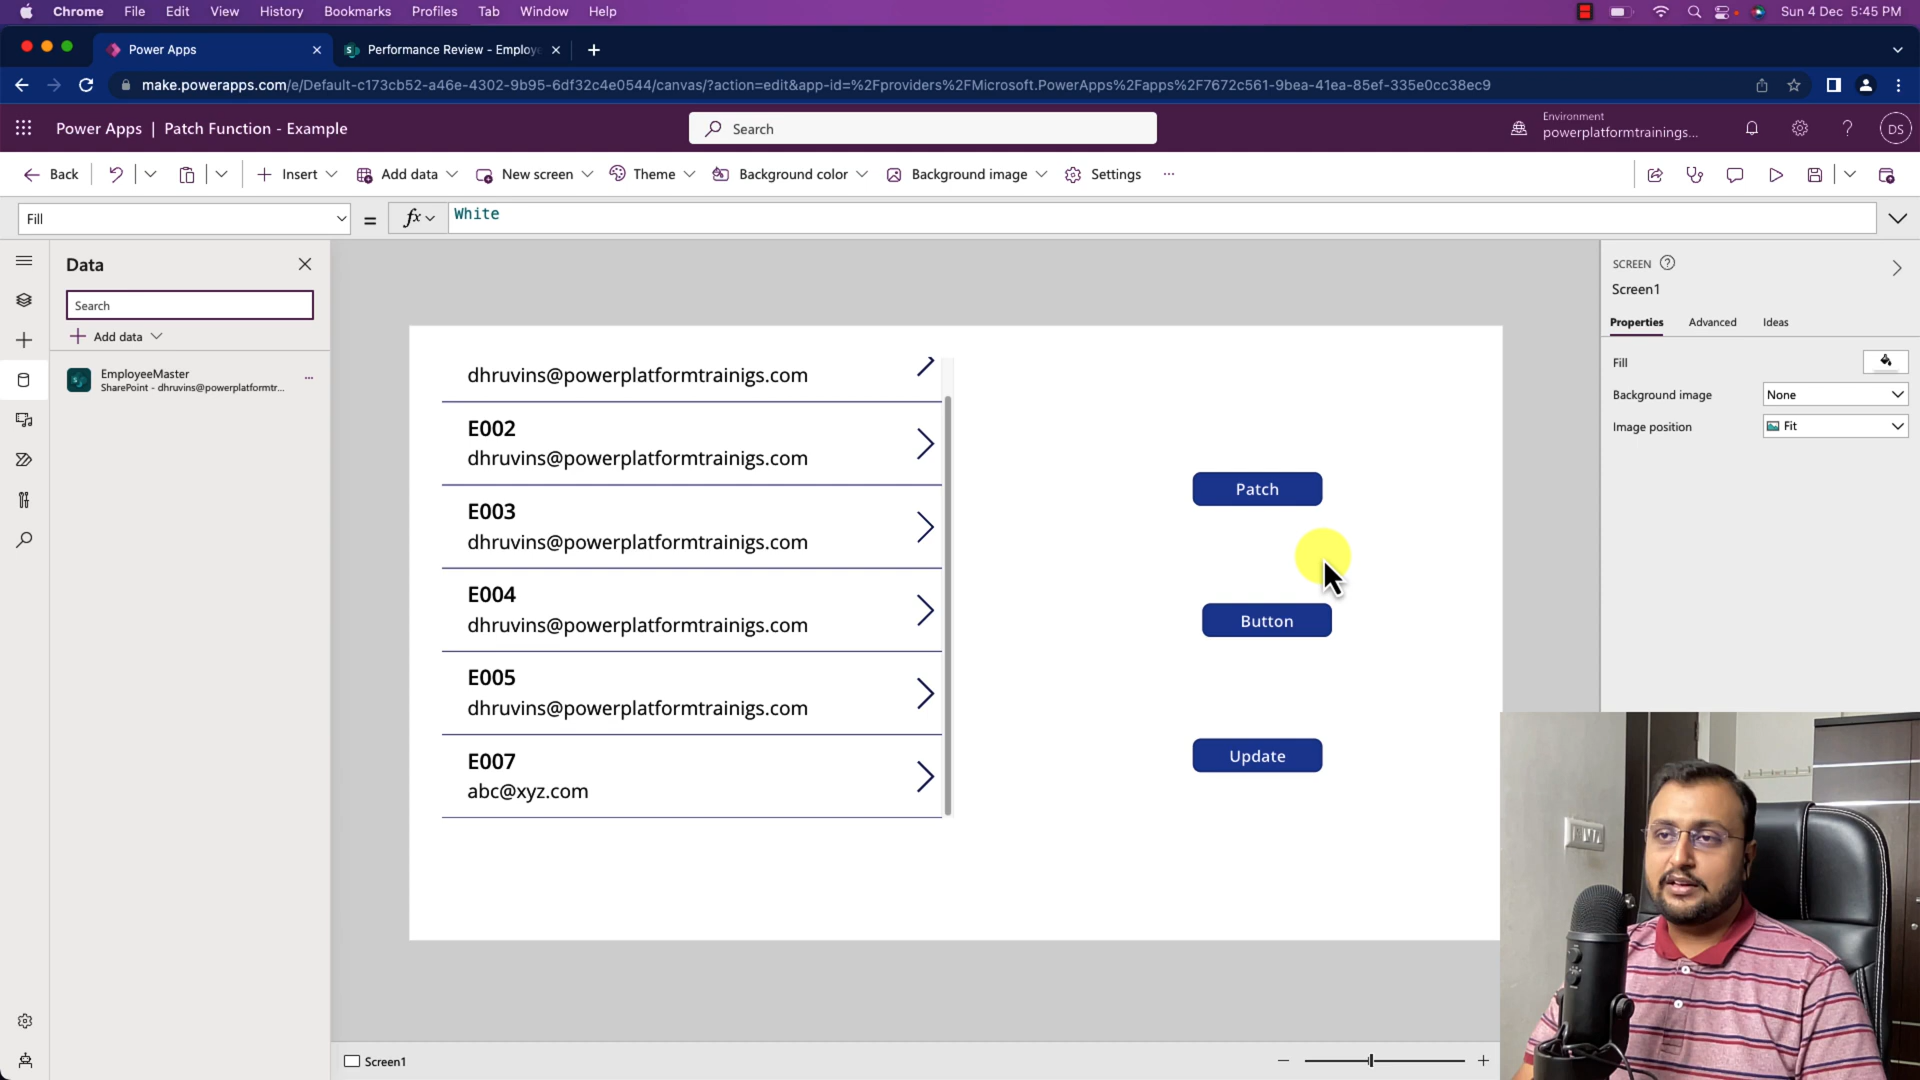 Chrome File Edit View History Bookmarks Profiles Tab Window Help Sun 4 Dec 5:45 PM
Power Apps Performance Review - Employe
make.powerapps.com/e/Default-c173cb52-a46e-4302-9b95-6df32c4e0544/canvas/?action=edit&app-id=%2Fproviders%2FMicrosoft.PowerApps%2Fapps%2F7672c561-9bea-41ea-85ef-335e0cc38ec9
Power Apps | Patch Function - Example
Search
Environment
powerplatformtrainings...
DS
Back Insert Add data New screen Theme Background color Background image Settings
Fill = fx White
Data
Search
Add data
EmployeeMaster
SharePoint - dhruvins@powerplatformtr...
dhruvins@powerplatformtrainigs.com
E002
dhruvins@powerplatformtrainigs.com
E003
dhruvins@powerplatformtrainigs.com
E004
dhruvins@powerplatformtrainigs.com
E005
dhruvins@powerplatformtrainigs.com
E007
abc@xyz.com
Patch
Button
Update
SCREEN
Screen1
Properties Advanced Ideas
Fill
Background image None
Image position Fit
Screen1